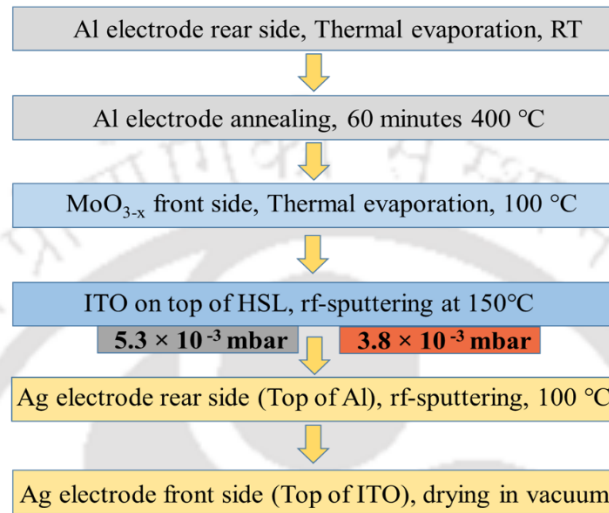 Al electrode rear side, Thermal evaporation, RT
Al electrode annealing, 60 minutes 400 °C
MoO₃₋ₓ front side, Thermal evaporation, 100 °C
ITO on top of HSL, rf-sputtering at 150°C
5.3 × 10⁻³ mbar 3.8 × 10⁻³ mbar
Ag electrode rear side (Top of Al), rf-sputtering, 100 °C
Ag electrode front side (Top of ITO), drying in vacuum